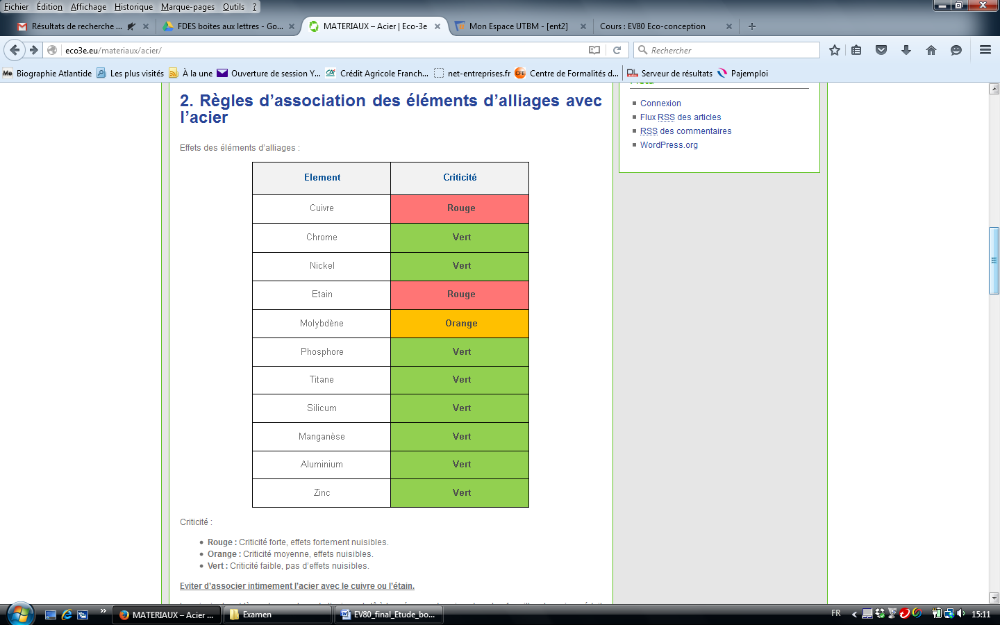 Fichier Édition Affichage Historique Marque-pages Outils ?
Résultats de recherche ... FDES boites aux lettres - Go... MATERIAUX – Acier | Eco-3e Mon Espace UTBM - [ent2] Cours : EV80 Eco-conception
eco3e.eu/materiaux/acier/ Rechercher
Biographie Atlantide Les plus visités À la une Ouverture de session Y... Crédit Agricole Franch... net-entreprises.fr Centre de Formalités d... Serveur de résultats Pajemploi
2. Règles d’association des éléments d’alliages avec
l’acier
Effets des éléments d’alliages :
Element Criticité
Cuivre Rouge
Chrome Vert
Nickel Vert
Etain Rouge
Molybdène Orange
Phosphore Vert
Titane Vert
Silicum Vert
Manganèse Vert
Aluminium Vert
Zinc Vert
Criticité :
Rouge : Criticité forte, effets fortement nuisibles.
Orange : Criticité moyenne, effets nuisibles.
Vert : Criticité faible, pas d’effets nuisibles.
Eviter d’associer intimement l’acier avec le cuivre ou l’étain.
Connexion
Flux RSS des articles
RSS des commentaires
WordPress.org
MATERIAUX – Acier ... Examen EV80_final_Etude_bo... FR 15:11